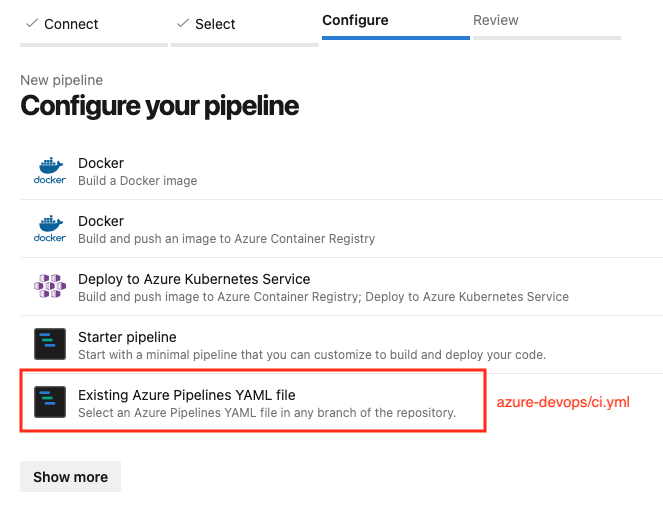 Connect
Select
Configure
Review
New pipeline
Configure your pipeline
docker
Docker
Build a Docker image
docker
Docker
Build and push an image to Azure Container Registry
Deploy to Azure Kubernetes Service
Build and push image to Azure Container Registry; Deploy to Azure Kubernetes Service
Starter pipeline
Start with a minimal pipeline that you can customize to build and deploy your code.
Existing Azure Pipelines YAML file
Select an Azure Pipelines YAML file in any branch of the repository.
azure-devops/ci.yml
Show more